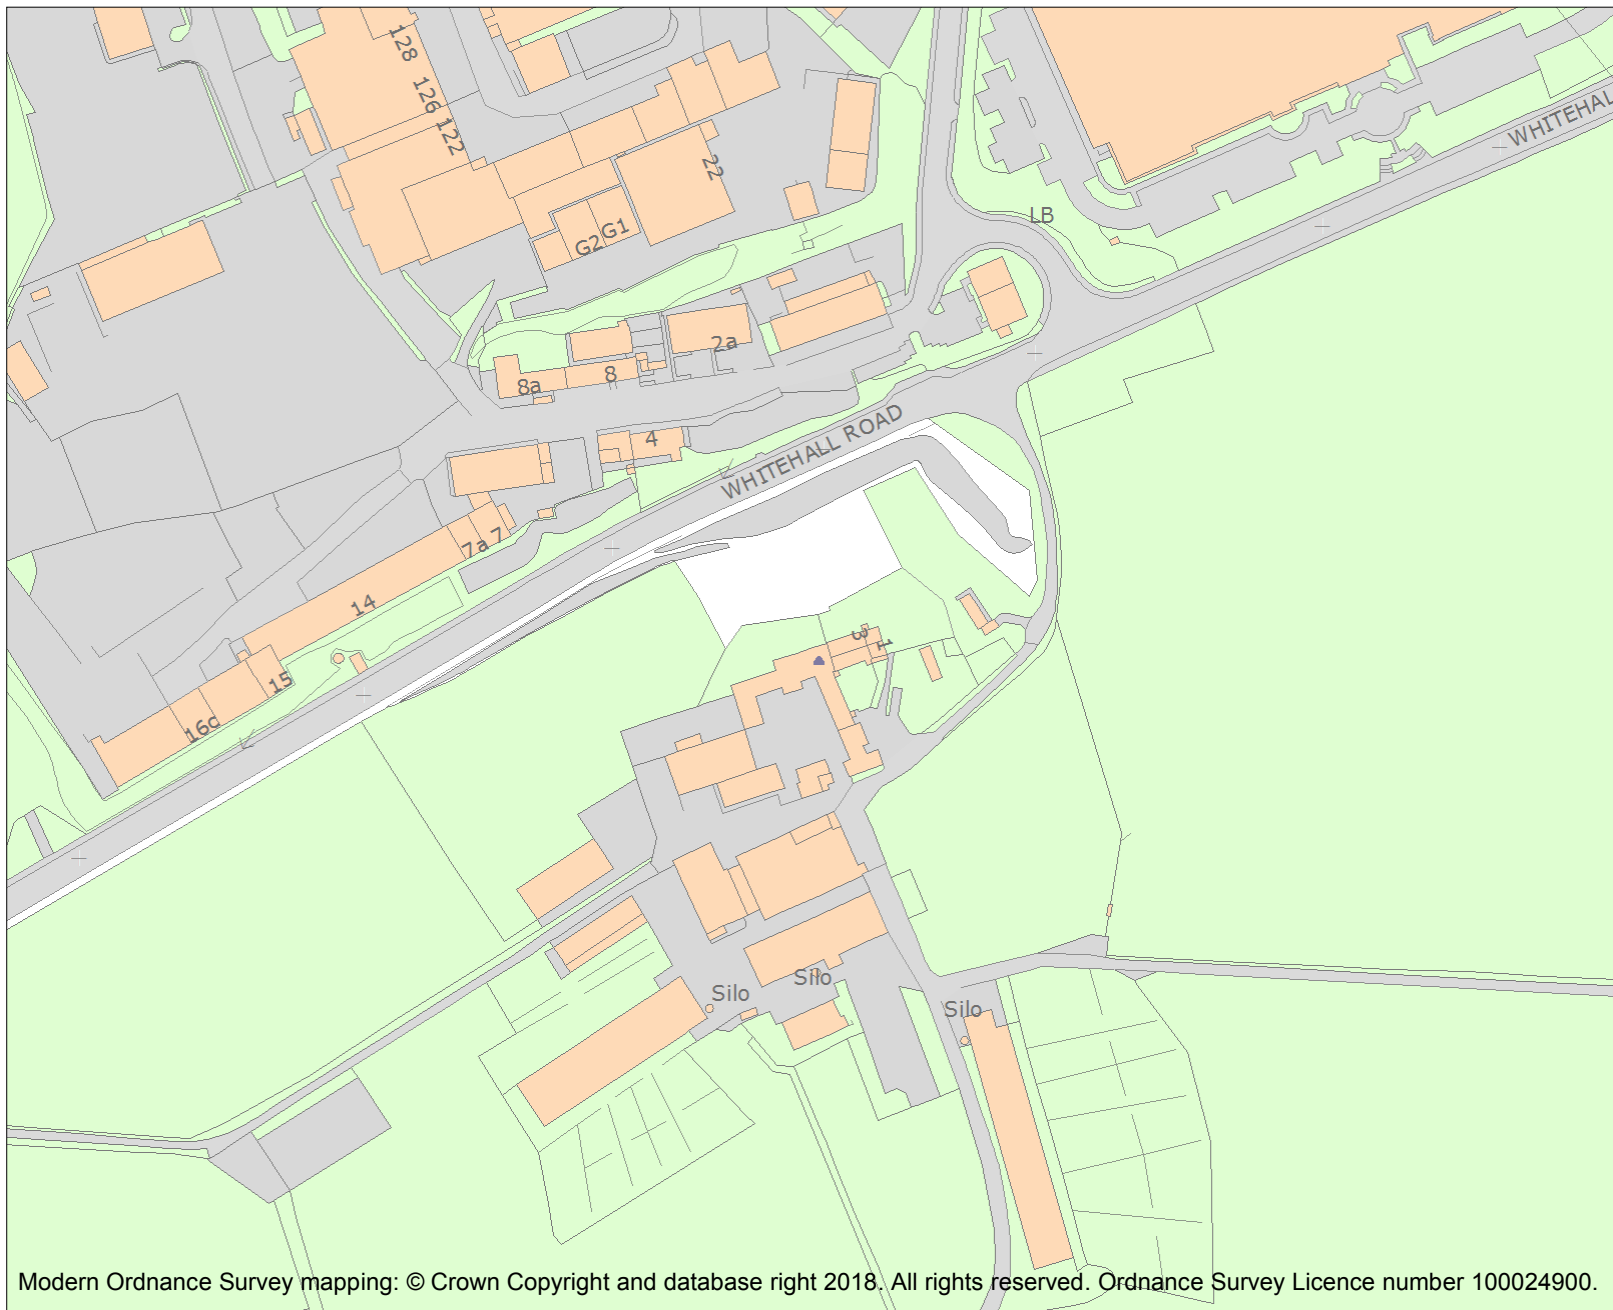 128
126
122
22
G1
G2
LB
WHITEHAL
2a
8
8a
4
WHITEHALL ROAD
7
7a
14
15
16c
3
1
Silo
Silo
Silo
Modern Ordnance Survey mapping: © Crown Copyright and database right 2018. All rights reserved. Ordnance Survey Licence number 100024900.